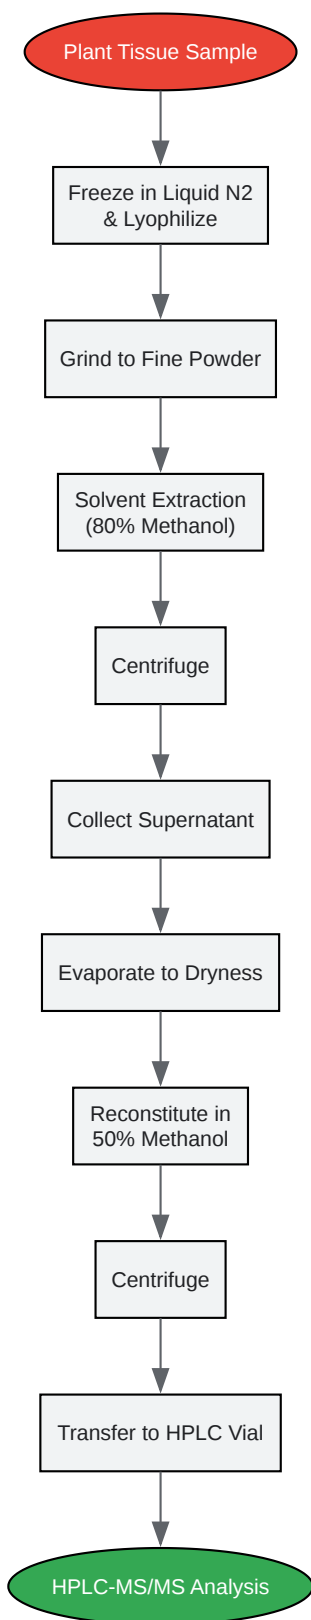 Plant Tissue Sample
Freeze in Liquid N2
& Lyophilize
Grind to Fine Powder
Solvent Extraction
(80% Methanol)
Centrifuge
Collect Supernatant
Evaporate to Dryness
Reconstitute in
50% Methanol
Centrifuge
Transfer to HPLC Vial
HPLC-MS/MS Analysis